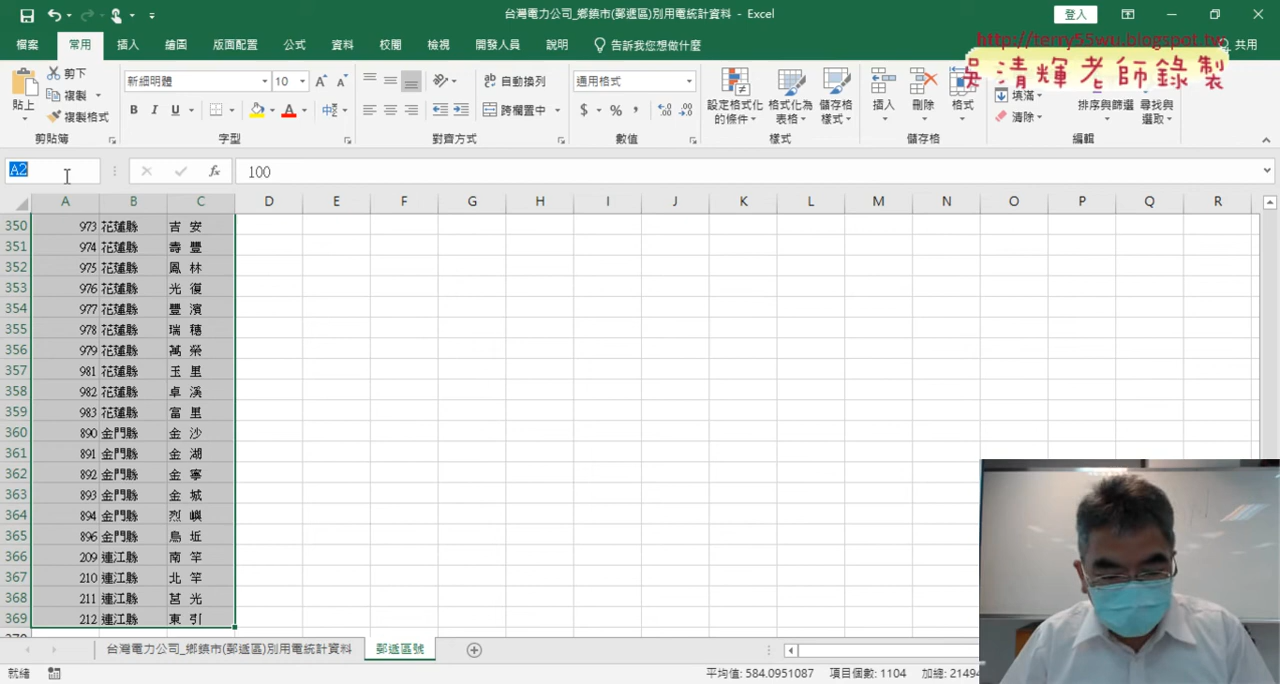 台灣電力公司_鄉鎮市(郵遞區)別用電統計資料 - Excel
登入
http://terry55wu.blogspot.tw
吳清輝老師錄製
檔案 常用 插入 繪圖 版面配置 公式 資料 校閱 檢視 開發人員 說明 告訴我您想做什麼 共用
貼上 剪下 複製 複製格式 剪貼簿
新細明體 10 B I U A 字型
自動換列 跨欄置中 對齊方式
通用格式 $ % , 數值
設定格式化的條件 格式化為表格 儲存格樣式 樣式
插入 刪除 格式 儲存格
填滿 清除 排序與篩選 尋找與選取 編輯
A2 fx 100
A B C D E F G H I J K L M N O P Q R
350 973 花蓮縣 吉 安
351 974 花蓮縣 壽 豐
352 975 花蓮縣 鳳 林
353 976 花蓮縣 光 復
354 977 花蓮縣 豐 濱
355 978 花蓮縣 瑞 穗
356 979 花蓮縣 萬 榮
357 981 花蓮縣 玉 里
358 982 花蓮縣 卓 溪
359 983 花蓮縣 富 里
360 890 金門縣 金 沙
361 891 金門縣 金 湖
362 892 金門縣 金 寧
363 893 金門縣 金 城
364 894 金門縣 烈 嶼
365 896 金門縣 烏 坵
366 209 連江縣 南 竿
367 210 連江縣 北 竿
368 211 連江縣 莒 光
369 212 連江縣 東 引
台灣電力公司_鄉鎮市(郵遞區)別用電統計資料 郵遞區號
就緒 平均值: 584.0951087 項目個數: 1104 加總: 21494